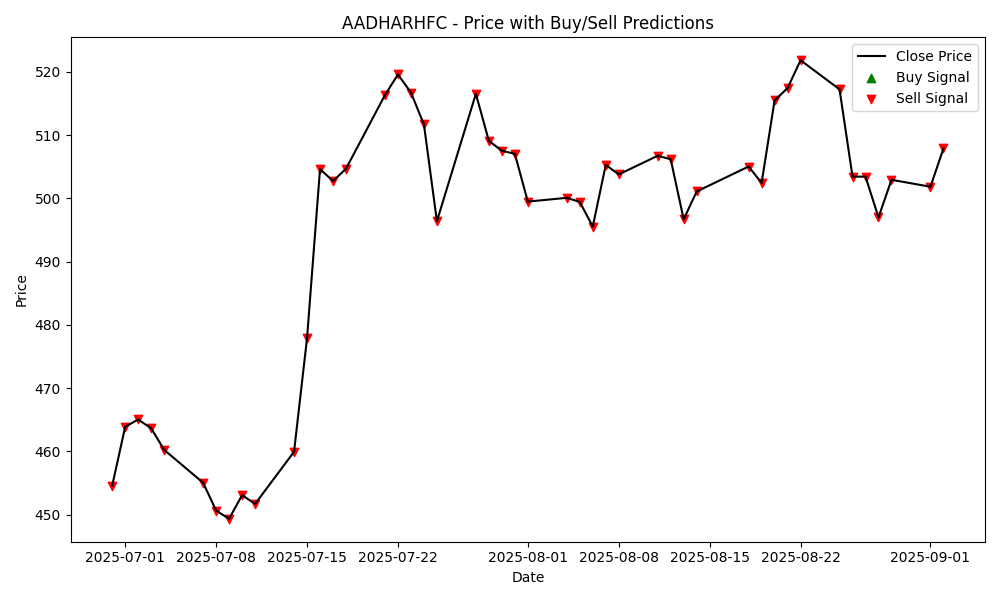 AADHARHFC - Price with Buy/Sell Predictions
Close Price
Buy Signal
Sell Signal
Price
520
510
500
490
480
470
460
450
2025-07-01
2025-07-08
2025-07-15
2025-07-22
2025-08-01
2025-08-08
2025-08-15
2025-08-22
2025-09-01
Date